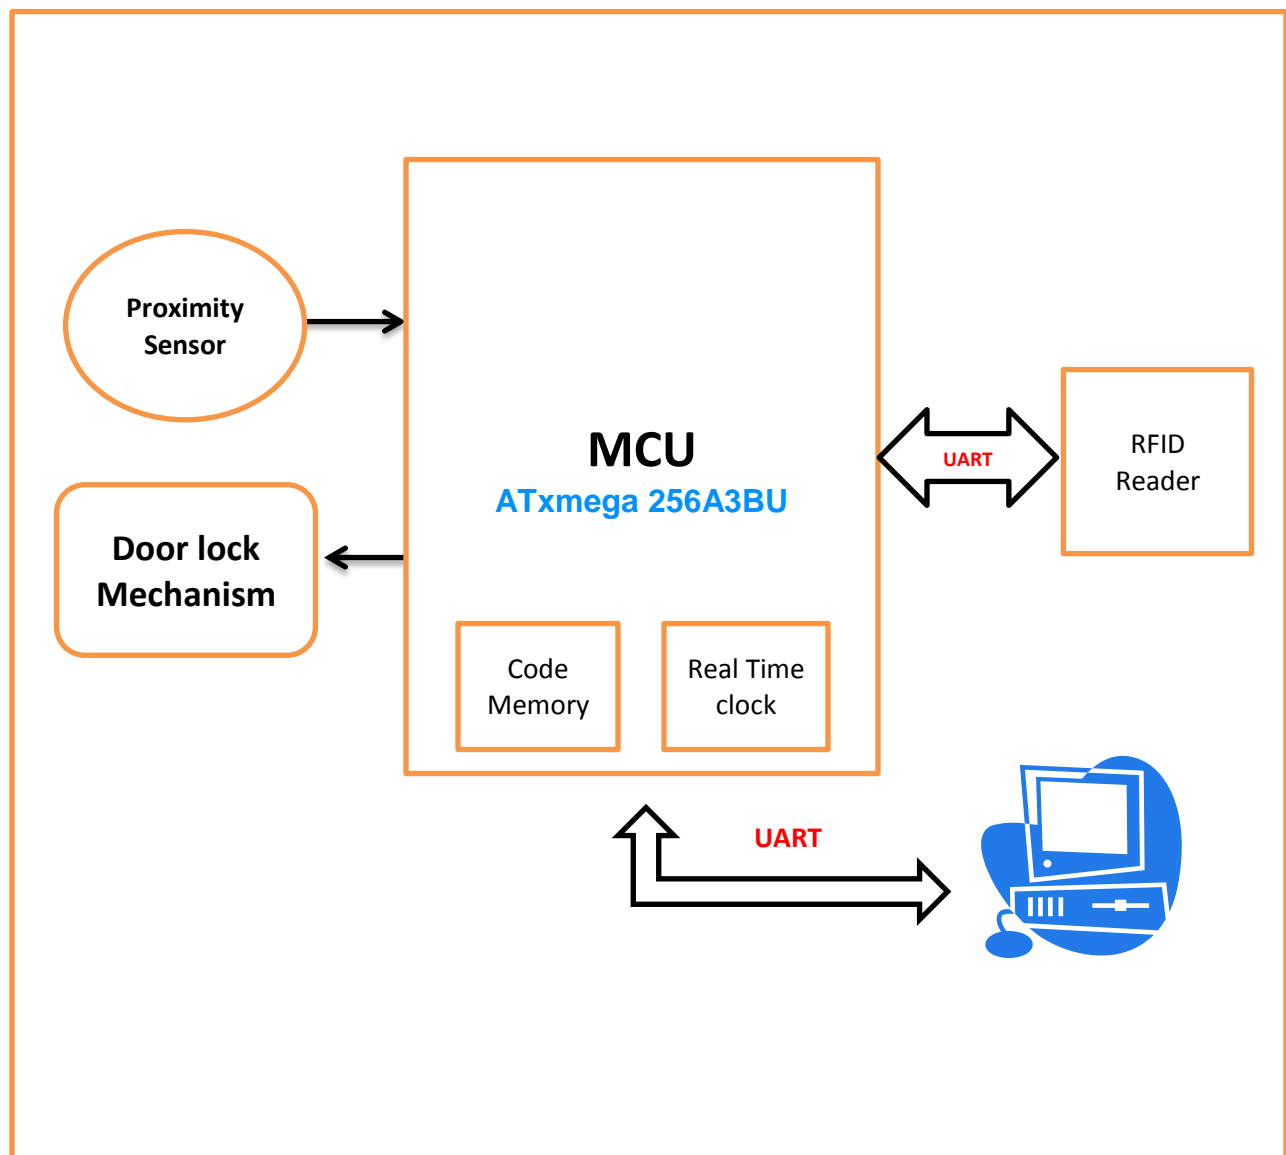 Proximity
Sensor
Door lock
Mechanism
MCU
ATxmega 256A3BU
Code
Memory
Real Time
clock
UART
RFID
Reader
UART